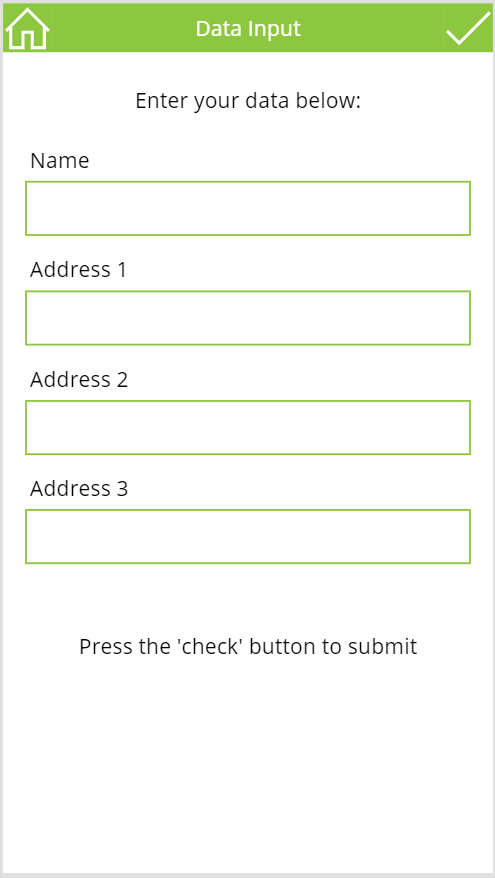 Data Input
Enter your data below:
Name
Address 1
Address 2
Address 3
Press the 'check' button to submit